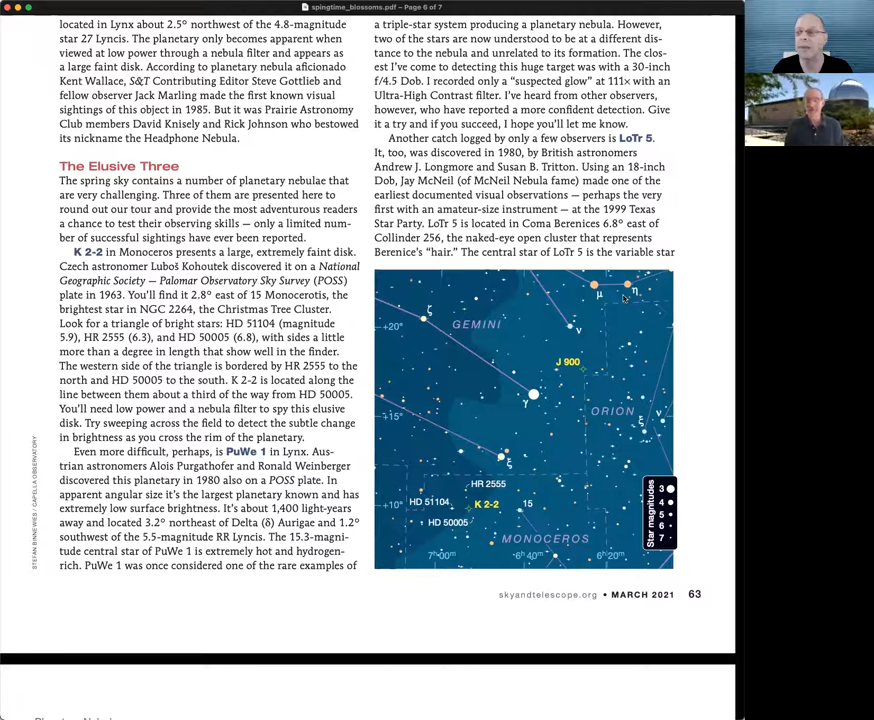 spingtime_blossoms.pdf – Page 6 of 7
located in Lynx about 2.5° northwest of the 4.8-magnitude
star 27 Lyncis. The planetary only becomes apparent when
viewed at low power through a nebula filter and appears as
a large faint disk. According to planetary nebula aficionado
Kent Wallace, S&T Contributing Editor Steve Gottlieb and
fellow observer Jack Marling made the first known visual
sightings of this object in 1985. But it was Prairie Astronomy
Club members David Knisely and Rick Johnson who bestowed
its nickname the Headphone Nebula.
The Elusive Three
The spring sky contains a number of planetary nebulae that
are very challenging. Three of them are presented here to
round out our tour and provide the most adventurous readers
a chance to test their observing skills — only a limited num-
ber of successful sightings have ever been reported.
K 2-2 in Monoceros presents a large, extremely faint disk.
Czech astronomer Luboš Kohoutek discovered it on a National
Geographic Society — Palomar Observatory Sky Survey (POSS)
plate in 1963. You'll find it 2.8° east of 15 Monocerotis, the
brightest star in NGC 2264, the Christmas Tree Cluster.
Look for a triangle of bright stars: HD 51104 (magnitude
5.9), HR 2555 (6.3), and HD 50005 (6.8), with sides a little
more than a degree in length that show well in the finder.
The western side of the triangle is bordered by HR 2555 to the
north and HD 50005 to the south. K 2-2 is located along the
line between them about a third of the way from HD 50005.
You'll need low power and a nebula filter to spy this elusive
disk. Try sweeping across the field to detect the subtle change
in brightness as you cross the rim of the planetary.
Even more difficult, perhaps, is PuWe 1 in Lynx. Aus-
trian astronomers Alois Purgathofer and Ronald Weinberger
discovered this planetary in 1980 also on a POSS plate. In
apparent angular size it's the largest planetary known and has
extremely low surface brightness. It's about 1,400 light-years
away and located 3.2° northeast of Delta (δ) Aurigae and 1.2°
southwest of the 5.5-magnitude RR Lyncis. The 15.3-magni-
tude central star of PuWe 1 is extremely hot and hydrogen-
rich. PuWe 1 was once considered one of the rare examples of
a triple-star system producing a planetary nebula. However,
two of the stars are now understood to be at a different dis-
tance to the nebula and unrelated to its formation. The clos-
est I've come to detecting this huge target was with a 30-inch
f/4.5 Dob. I recorded only a "suspected glow" at 111× with an
Ultra-High Contrast filter. I've heard from other observers,
however, who have reported a more confident detection. Give
it a try and if you succeed, I hope you'll let me know.
Another catch logged by only a few observers is LoTr 5.
It, too, was discovered in 1980, by British astronomers
Andrew J. Longmore and Susan B. Tritton. Using an 18-inch
Dob, Jay McNeil (of McNeil Nebula fame) made one of the
earliest documented visual observations — perhaps the very
first with an amateur-size instrument — at the 1999 Texas
Star Party. LoTr 5 is located in Coma Berenices 6.8° east of
Collinder 256, the naked-eye open cluster that represents
Berenice's "hair." The central star of LoTr 5 is the variable star
μ
η
ζ
+20°
GEMINI
ν
J 900
γ
ORION
+15°
ξ
ν
ξ
HR 2555
HD 51104
K 2-2
15
+10°
HD 50005
MONOCEROS
7ʰ00ᵐ
6ʰ40ᵐ
6ʰ20ᵐ
Star magnitudes
3
4
5
6
7
STEFAN BINNEWIES / CAPELLA OBSERVATORY
skyandtelescope.org • MARCH 2021 63